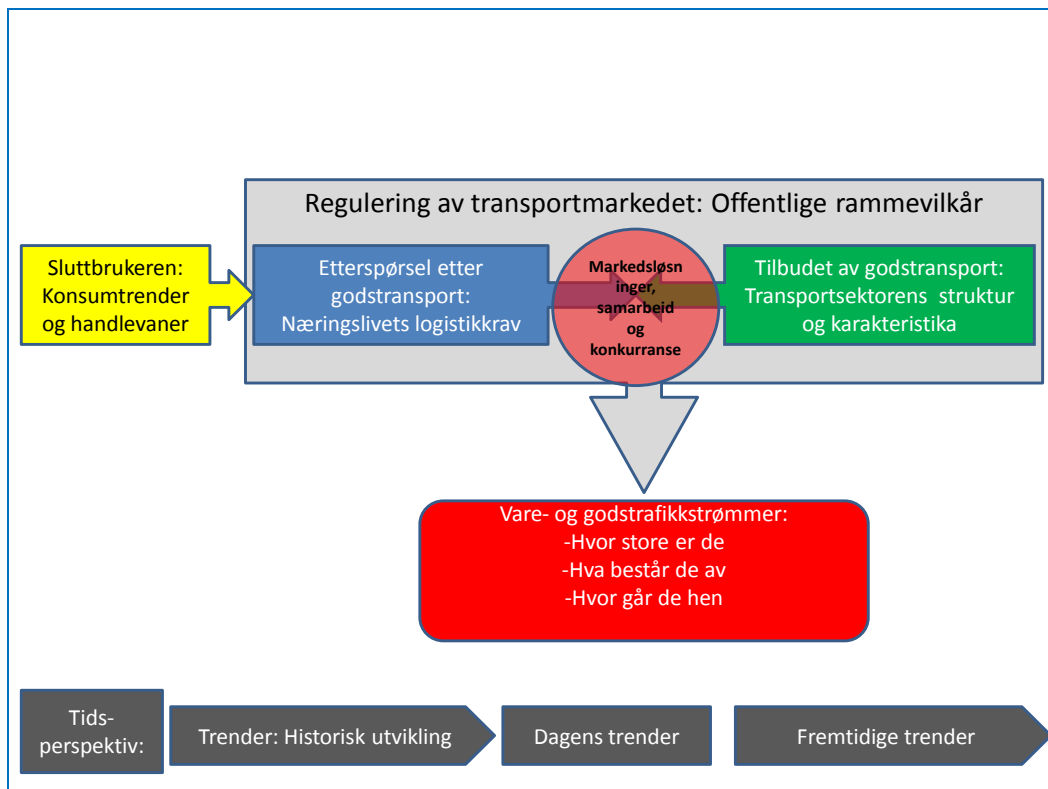 Regulering av transportmarkedet: Offentlige rammevilkår
Sluttbrukeren:
Konsumtrender
og handlevaner
Etterspørsel etter
godstransport:
Næringslivets logistikkrav
Markedsløsn
inger,
samarbeid
og
konkurranse
Tilbudet av godstransport:
Transportsektorens struktur
og karakteristika
Vare- og godstrafikkstrømmer:
-Hvor store er de
-Hva består de av
-Hvor går de hen
Tids-
perspektiv:
Trender: Historisk utvikling
Dagens trender
Fremtidige trender